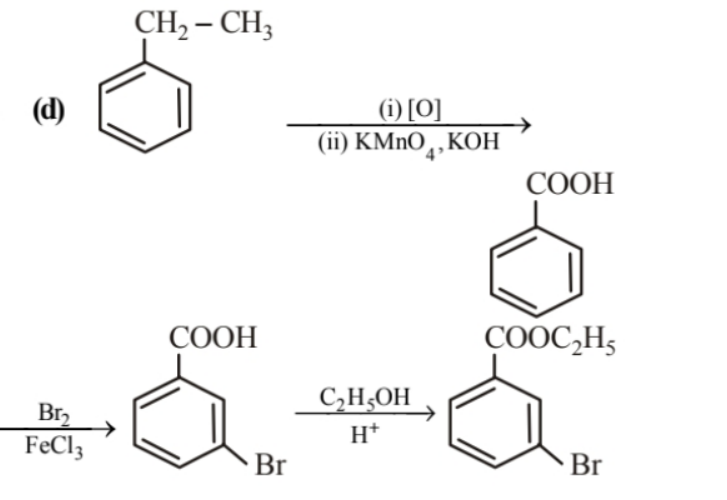 CH₂ – CH₃
(d)
(i) [O]
(ii) KMnO₄, KOH
COOH
COOH
COOC₂H₅
Br₂
FeCl₃
C₂H₅OH
H⁺
Br
Br